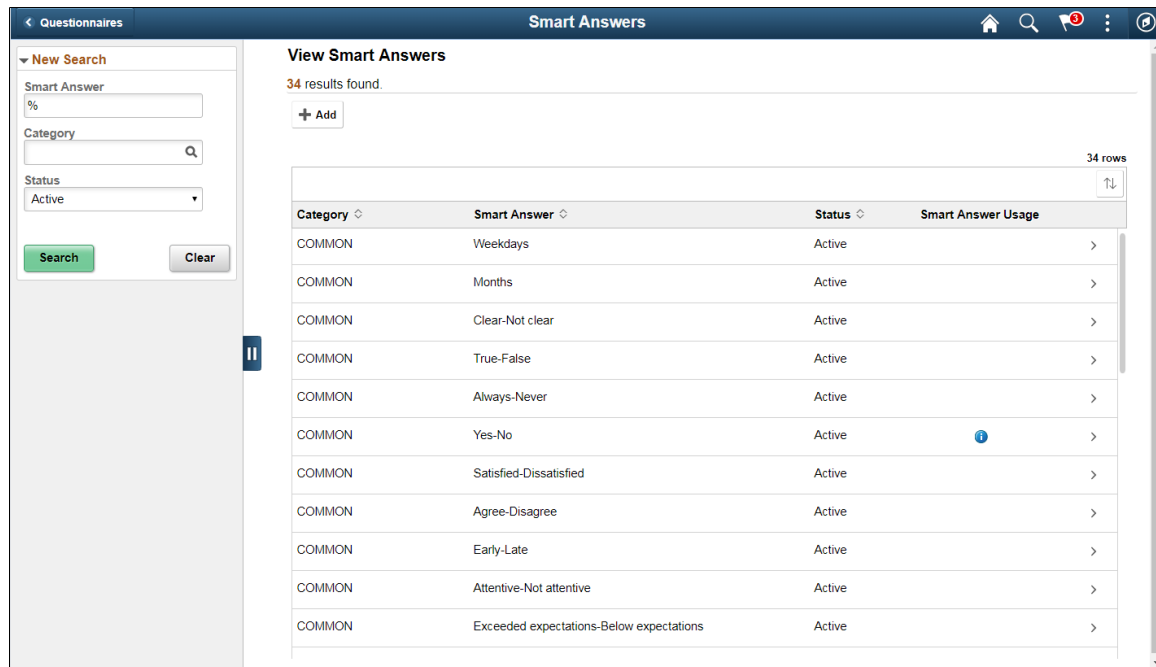 Questionnaires
Smart Answers
3
New Search
Smart Answer
%
Category
Status
Active
Search
Clear
View Smart Answers
34 results found.
Add
34 rows
Category Smart Answer Status Smart Answer Usage
COMMON Weekdays Active
COMMON Months Active
COMMON Clear-Not clear Active
COMMON True-False Active
COMMON Always-Never Active
COMMON Yes-No Active
COMMON Satisfied-Dissatisfied Active
COMMON Agree-Disagree Active
COMMON Early-Late Active
COMMON Attentive-Not attentive Active
COMMON Exceeded expectations-Below expectations Active